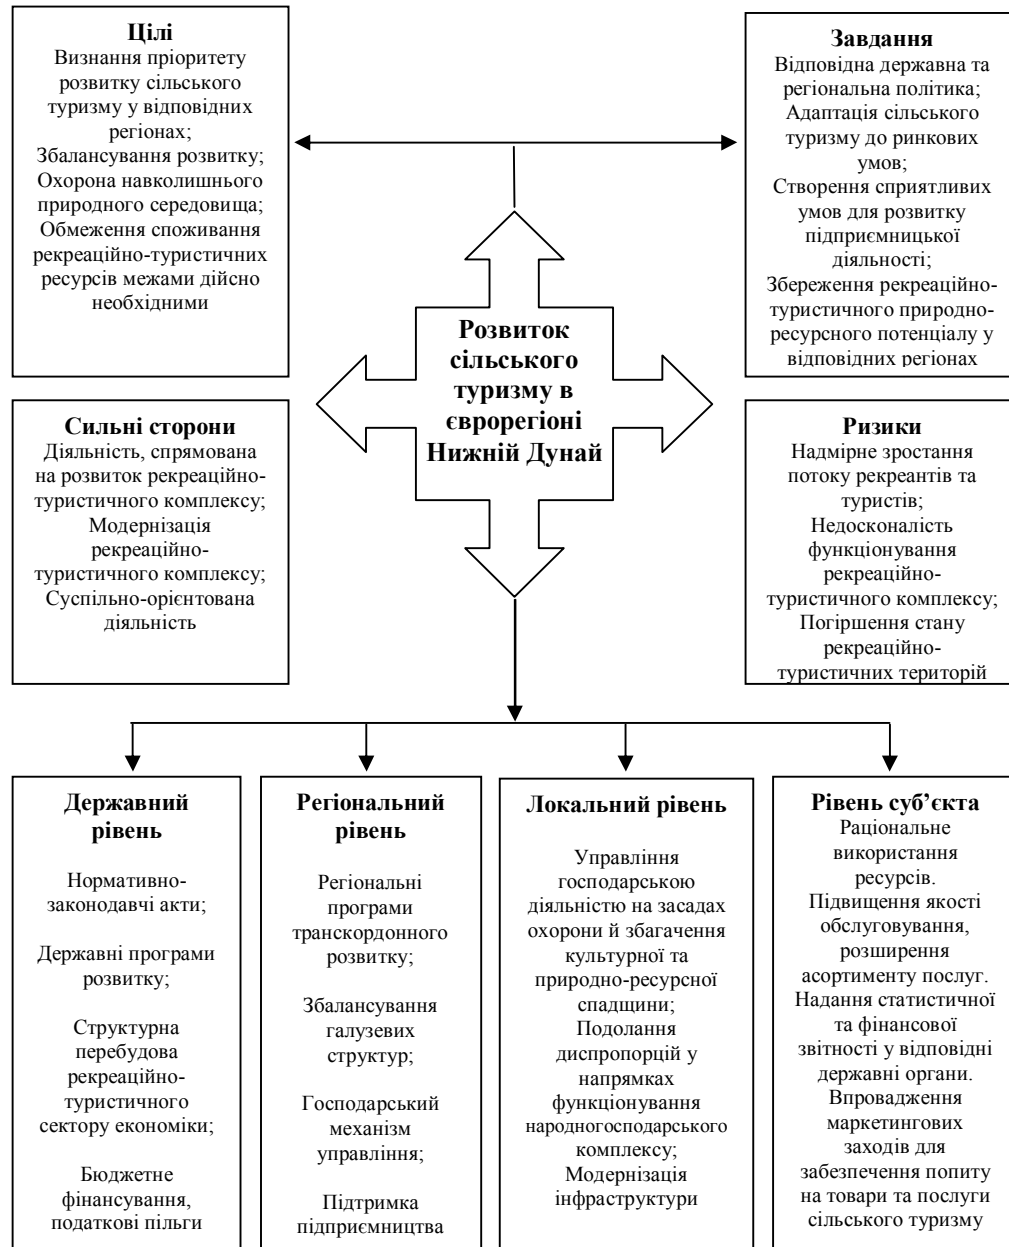 Цілі
Визнання пріоритету
розвитку сільського
туризму у відповідних
регіонах;
Збалансування розвитку;
Охорона навколишнього
природного середовища;
Обмеження споживання
рекреаційно-туристичних
ресурсів межами дійсно
необхідними
Завдання
Відповідна державна та
регіональна політика;
Адаптація сільського
туризму до ринкових
умов;
Створення сприятливих
умов для розвитку
підприємницької
діяльності;
Збереження рекреаційно-
туристичного природно-
ресурсного потенціалу у
відповідних регіонах
Розвиток
сільського
туризму в
єврорегіоні
Нижній Дунай
Сильні сторони
Діяльність, спрямована
на розвиток рекреаційно-
туристичного комплексу;
Модернізація
рекреаційно-
туристичного комплексу;
Суспільно-орієнтована
діяльність
Ризики
Надмірне зростання
потоку рекреантів та
туристів;
Недосконалість
функціонування
рекреаційно-
туристичного комплексу;
Погіршення стану
рекреаційно-
туристичних територій
Державний
рівень
Нормативно-
законодавчі акти;
Державні програми
розвитку;
Структурна
перебудова
рекреаційно-
туристичного
сектору економіки;
Бюджетне
фінансування,
податкові пільги
Регіональний
рівень
Регіональні
програми
транскордонного
розвитку;
Збалансування
галузевих
структур;
Господарський
механізм
управління;
Підтримка
підприємництва
Локальний рівень
Управління
господарською
діяльністю на засадах
охорони й збагачення
культурної та
природно-ресурсної
спадщини;
Подолання
диспропорцій у
напрямках
функціонування
народногосподарського
комплексу;
Модернізація
інфраструктури
Рівень суб’єкта
Раціональне
використання
ресурсів.
Підвищення якості
обслуговування,
розширення
асортименту послуг.
Надання статистичної
та фінансової
звітності у відповідні
державні органи.
Впровадження
маркетингових
заходів для
забезпечення попиту
на товари та послуги
сільського туризму